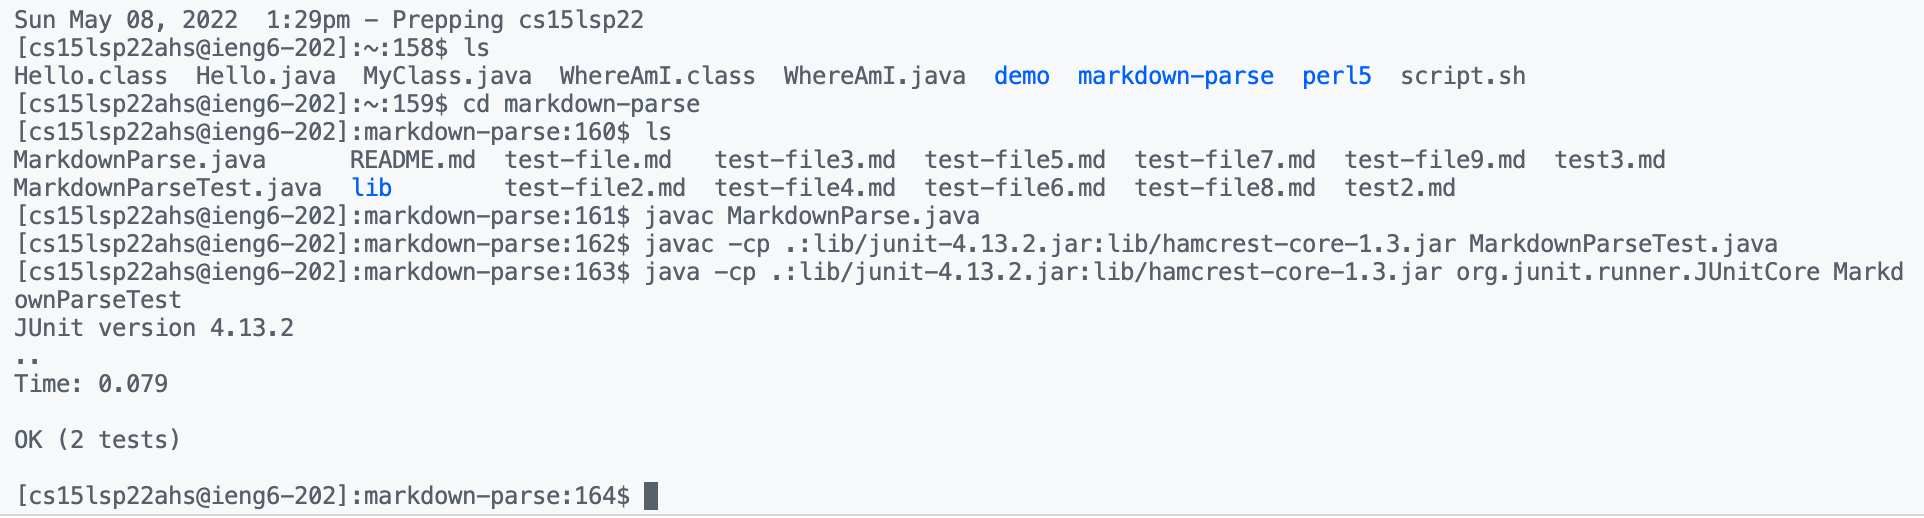 Sun May 08, 2022  1:29pm - Prepping cs15lsp22
[cs15lsp22ahs@ieng6-202]:~:158$ ls
Hello.class  Hello.java  MyClass.java  WhereAmI.class  WhereAmI.java  demo  markdown-parse  perl5  script.sh
[cs15lsp22ahs@ieng6-202]:~:159$ cd markdown-parse
[cs15lsp22ahs@ieng6-202]:markdown-parse:160$ ls
MarkdownParse.java      README.md  test-file.md   test-file3.md  test-file5.md  test-file7.md  test-file9.md  test3.md
MarkdownParseTest.java  lib        test-file2.md  test-file4.md  test-file6.md  test-file8.md  test2.md
[cs15lsp22ahs@ieng6-202]:markdown-parse:161$ javac MarkdownParse.java
[cs15lsp22ahs@ieng6-202]:markdown-parse:162$ javac -cp .:lib/junit-4.13.2.jar:lib/hamcrest-core-1.3.jar MarkdownParseTest.java
[cs15lsp22ahs@ieng6-202]:markdown-parse:163$ java -cp .:lib/junit-4.13.2.jar:lib/hamcrest-core-1.3.jar org.junit.runner.JUnitCore Markd
ownParseTest
JUnit version 4.13.2
..
Time: 0.079
OK (2 tests)
[cs15lsp22ahs@ieng6-202]:markdown-parse:164$